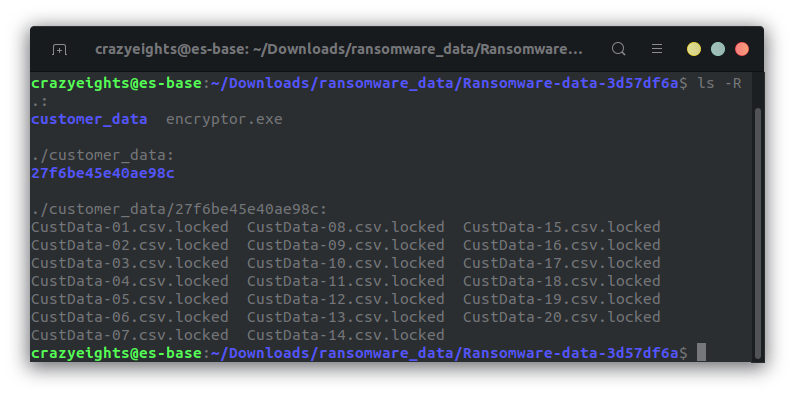 crazyeights@es-base: ~/Downloads/ransomware_data/Ransomware...
crazyeights@es-base:~/Downloads/ransomware_data/Ransomware-data-3d57df6a$ ls -R
.:
customer_data  encryptor.exe
./customer_data:
27f6be45e40ae98c
./customer_data/27f6be45e40ae98c:
CustData-01.csv.locked  CustData-08.csv.locked  CustData-15.csv.locked
CustData-02.csv.locked  CustData-09.csv.locked  CustData-16.csv.locked
CustData-03.csv.locked  CustData-10.csv.locked  CustData-17.csv.locked
CustData-04.csv.locked  CustData-11.csv.locked  CustData-18.csv.locked
CustData-05.csv.locked  CustData-12.csv.locked  CustData-19.csv.locked
CustData-06.csv.locked  CustData-13.csv.locked  CustData-20.csv.locked
CustData-07.csv.locked  CustData-14.csv.locked
crazyeights@es-base:~/Downloads/ransomware_data/Ransomware-data-3d57df6a$